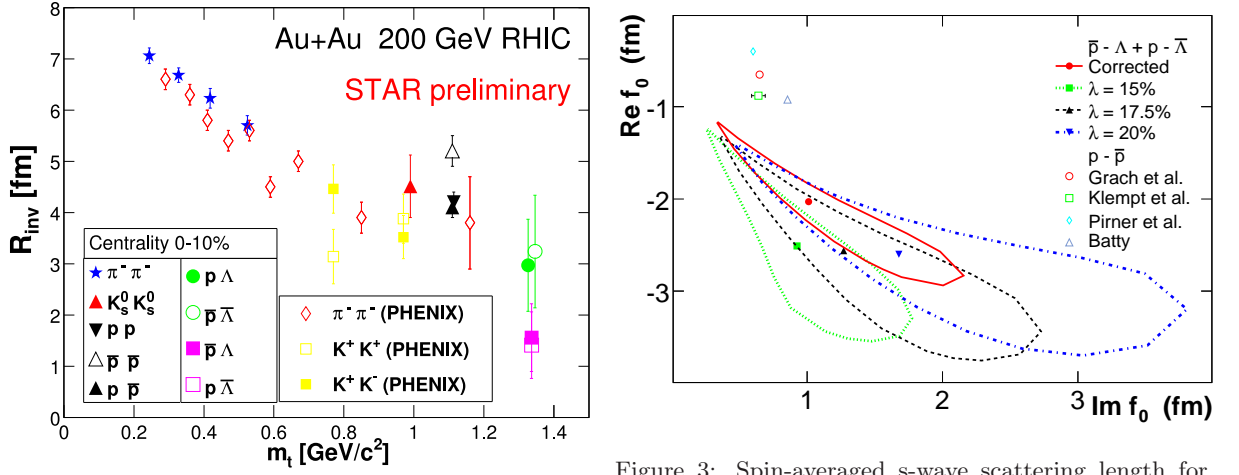 8
7
6
5
4
3
2
1
0
R_inv [fm]
Au+Au 200 GeV RHIC
STAR preliminary
Centrality 0-10%
π⁻ π⁻
K⁰ₛ K⁰ₛ
p p
p̅ p̅
p p̅
p Λ
p̅ Λ̅
p̅ Λ
p Λ̅
π⁻ π⁻ (PHENIX)
K⁺ K⁺ (PHENIX)
K⁺ K⁻ (PHENIX)
0 0.2 0.4 0.6 0.8 1 1.2 1.4
m_t [GeV/c²]
Re f₀ (fm)
-1
-2
-3
p̅ - Λ + p - Λ̅
Corrected
λ = 15%
λ = 17.5%
λ = 20%
p - p̅
Grach et al.
Klempt et al.
Pirner et al.
Batty
1 2 3
Im f₀ (fm)
Figure 3: Spin-averaged s-wave scattering length for